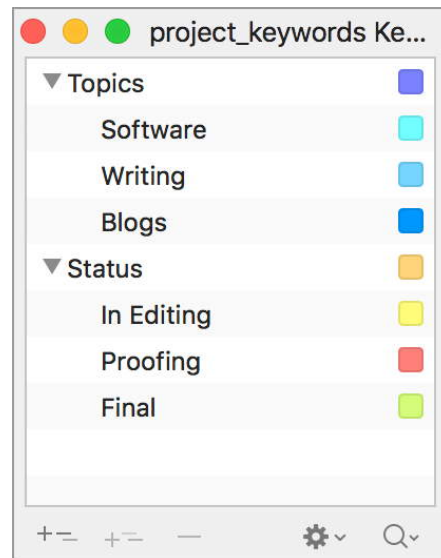 project_keywords Ke...
Topics
Software
Writing
Blogs
Status
In Editing
Proofing
Final